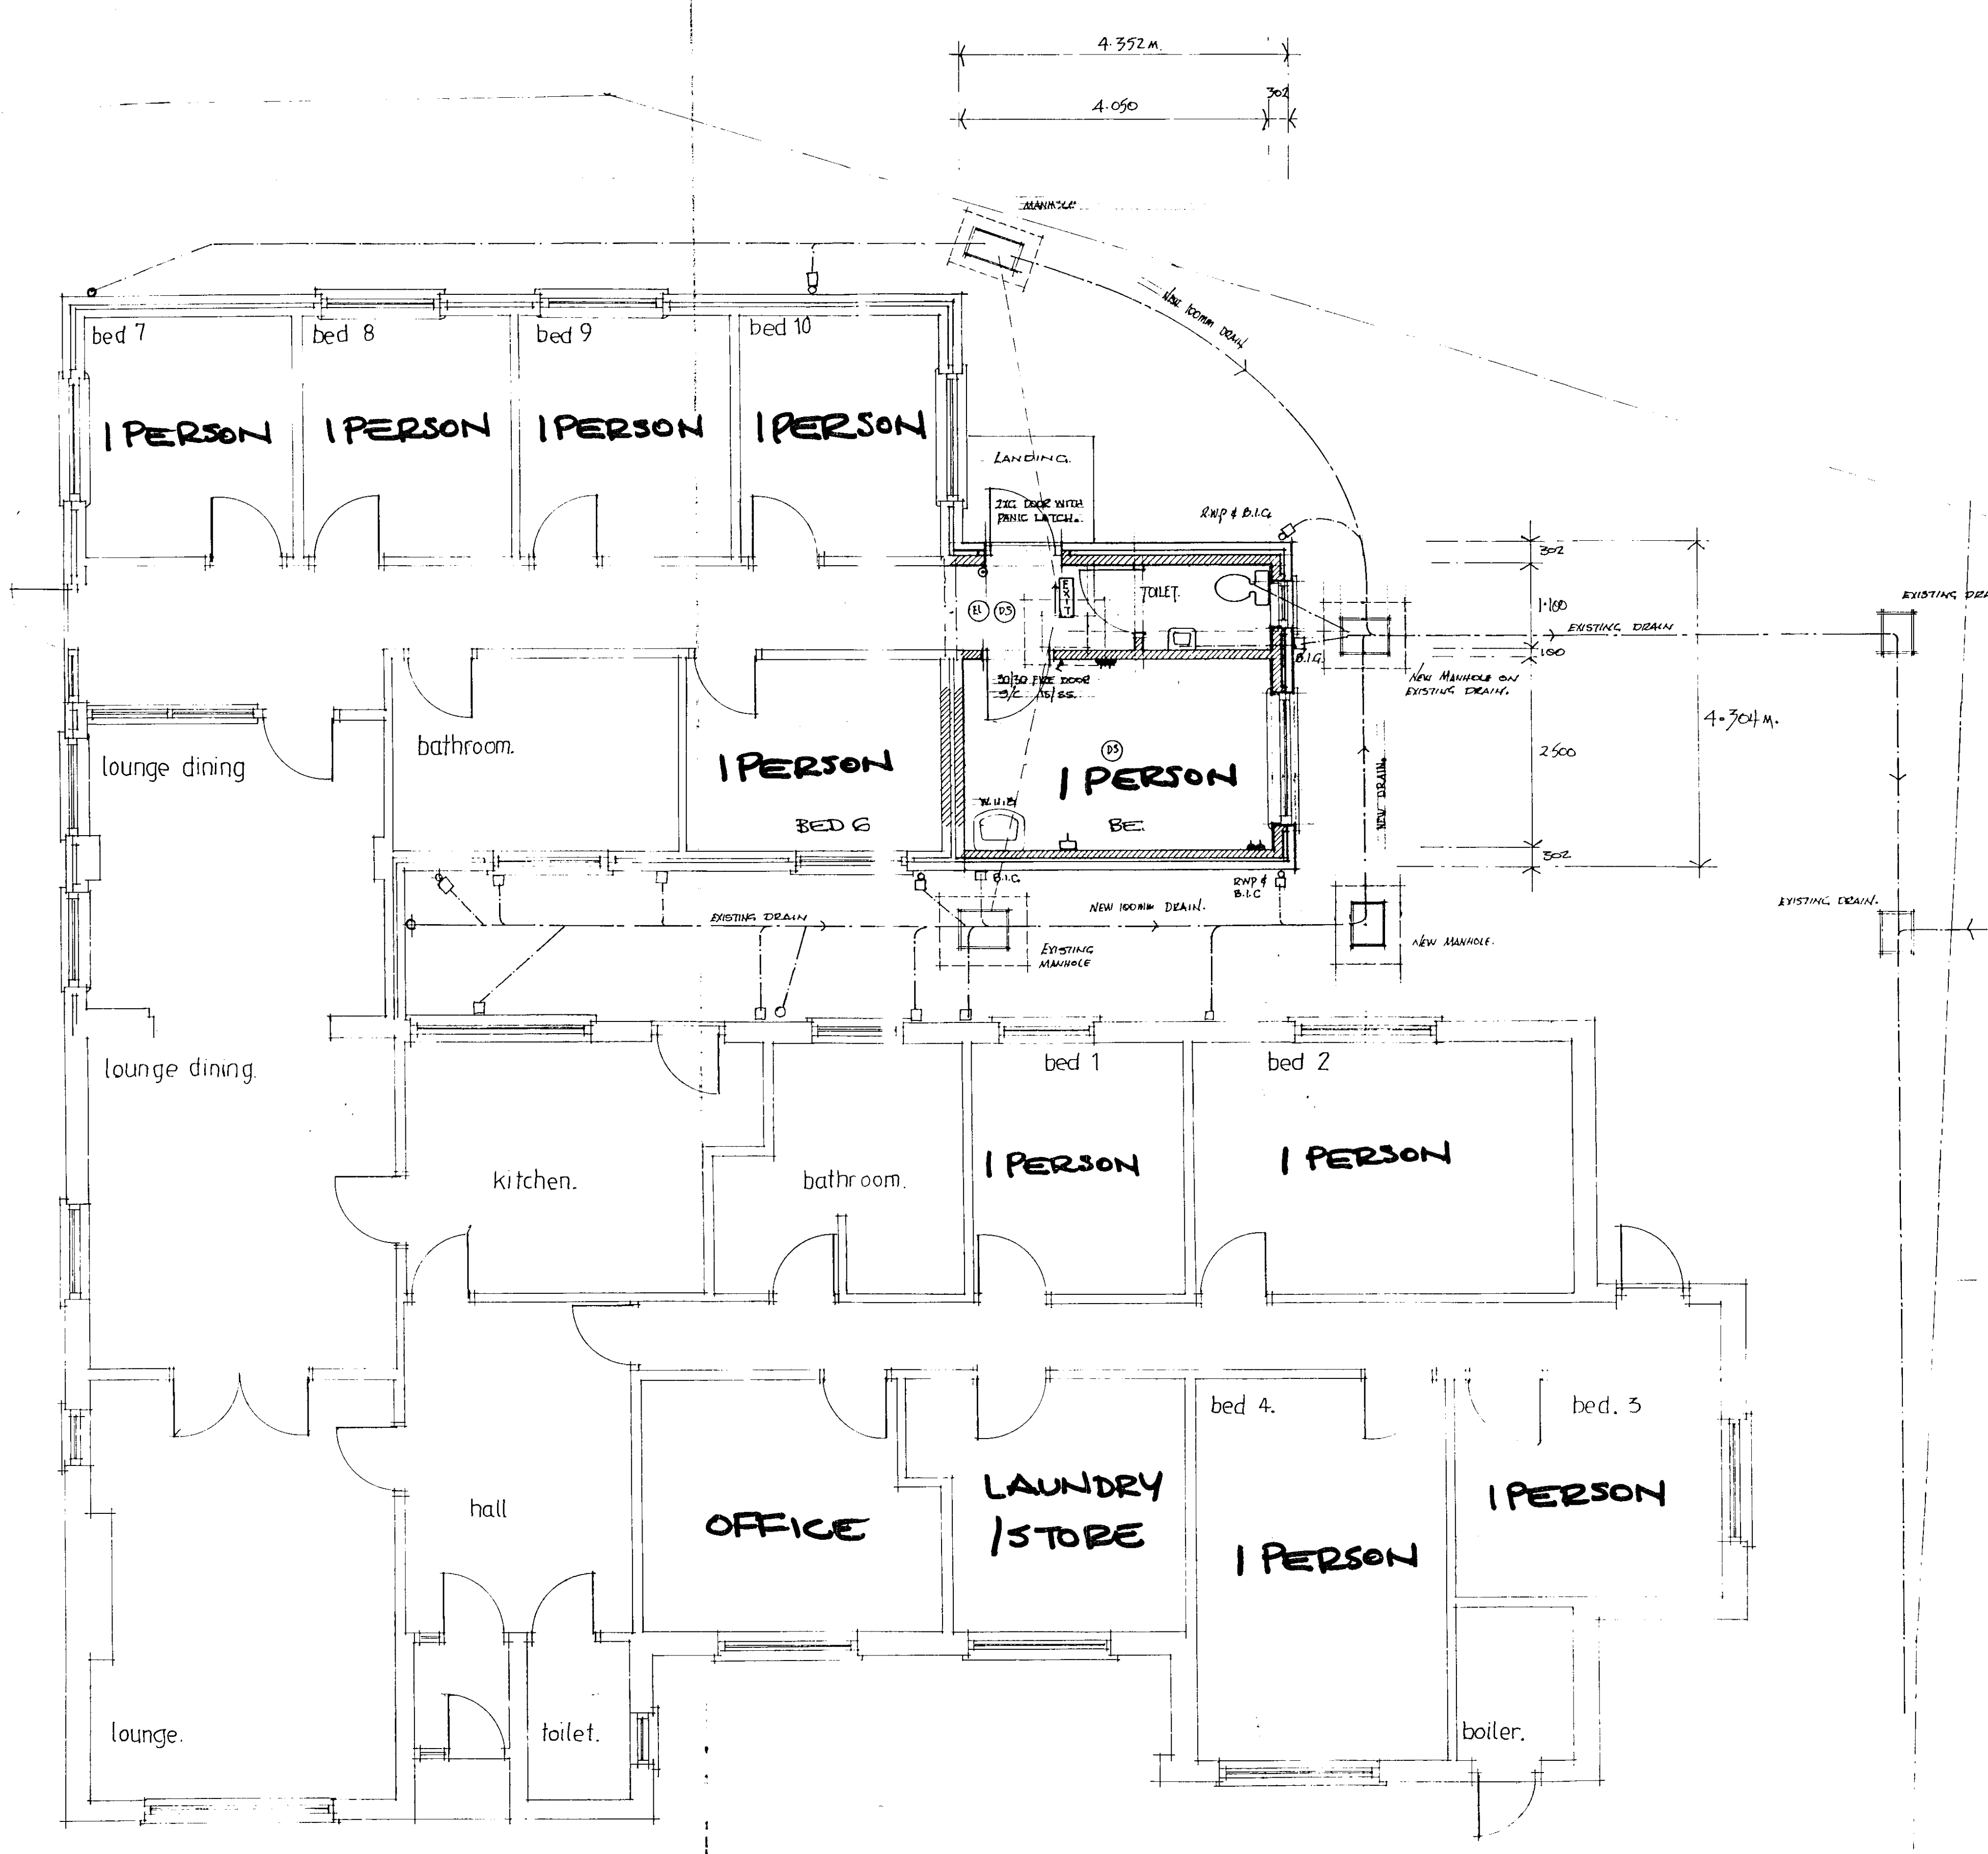 4.352 M.
4.050
302
MANHOLE
NEW 100MM DRAIN
bed 7
bed 8
bed 9
bed 10
1 PERSON
1 PERSON
1 PERSON
1 PERSON
LANDING.
DOOR WITH
PANIC LATCH.
RWP & B.I.G.
EXIT
TOILET.
E1
DS
302
1.100
100
2500
302
4.304 M.
EXISTING DRAIN
EXISTING
B.I.G.
NEW MANHOLE ON
EXISTING DRAIN.
30/30 FIRE DOOR
S/C 15/SS.
lounge dining
bathroom.
1 PERSON
BED 6
DS
1 PERSON
W.H.B
BE.
NEW DRAIN.
B.I.G.
RWP &
B.I.C
EXISTING DRAIN
NEW 100MM DRAIN.
EXISTING
MANHOLE
NEW MANHOLE.
EXISTING DRAIN.
lounge dining.
kitchen.
bathroom.
bed 1
1 PERSON
bed 2
1 PERSON
hall
OFFICE
LAUNDRY
/STORE
bed 4.
1 PERSON
bed. 3
1 PERSON
lounge.
toilet.
boiler.